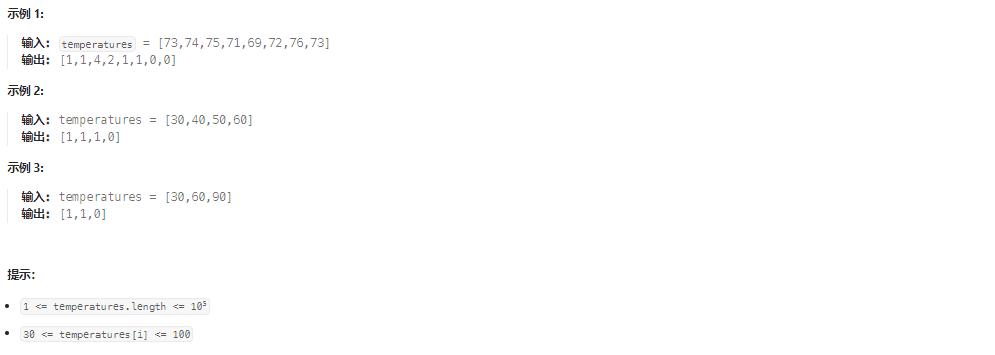 示例 1:
输入: temperatures = [73,74,75,71,69,72,76,73]
输出: [1,1,4,2,1,1,0,0]
示例 2:
输入: temperatures = [30,40,50,60]
输出: [1,1,1,0]
示例 3:
输入: temperatures = [30,60,90]
输出: [1,1,0]
提示:
• 1 <= temperatures.length <= 10⁵
• 30 <= temperatures[i] <= 100